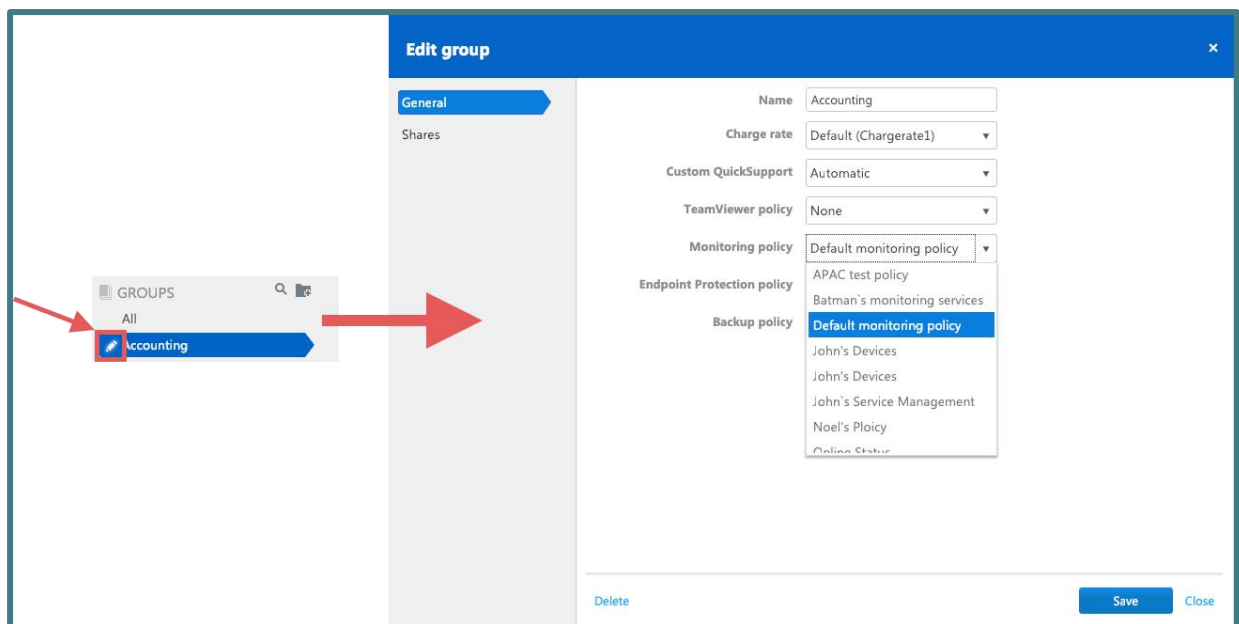 Edit group
×
General
Shares
Name Accounting
Charge rate Default (Chargerate1)
Custom QuickSupport Automatic
TeamViewer policy None
Monitoring policy Default monitoring policy
Endpoint Protection policy
Backup policy
APAC test policy
Batman`s monitoring services
Default monitoring policy
John's Devices
John's Devices
John`s Service Management
Noel's Ploicy
Online Status
GROUPS
All
Accounting
Delete
Save
Close